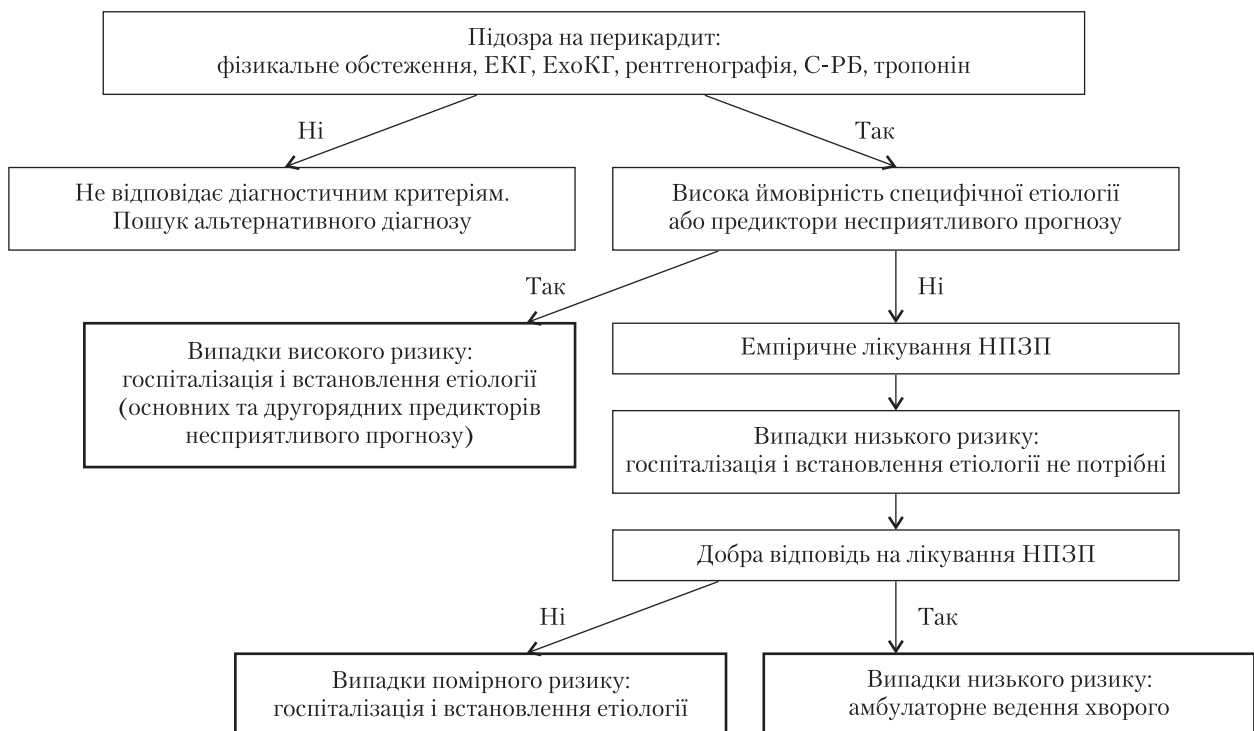 Підозра на перикардит:
фізикальне обстеження, ЕКГ, ЕхоКГ, рентгенографія, С-РБ, тропонін
Ні
Так
Не відповідає діагностичним критеріям.
Пошук альтернативного діагнозу
Висока ймовірність специфічної етіології
або предиктори несприятливого прогнозу
Так
Ні
Випадки високого ризику:
госпіталізація і встановлення етіології
(основних та другорядних предикторів
несприятливого прогнозу)
Емпіричне лікування НПЗП
Випадки низького ризику:
госпіталізація і встановлення етіології не потрібні
Добра відповідь на лікування НПЗП
Ні
Так
Випадки помірного ризику:
госпіталізація і встановлення етіології
Випадки низького ризику:
амбулаторне ведення хворого